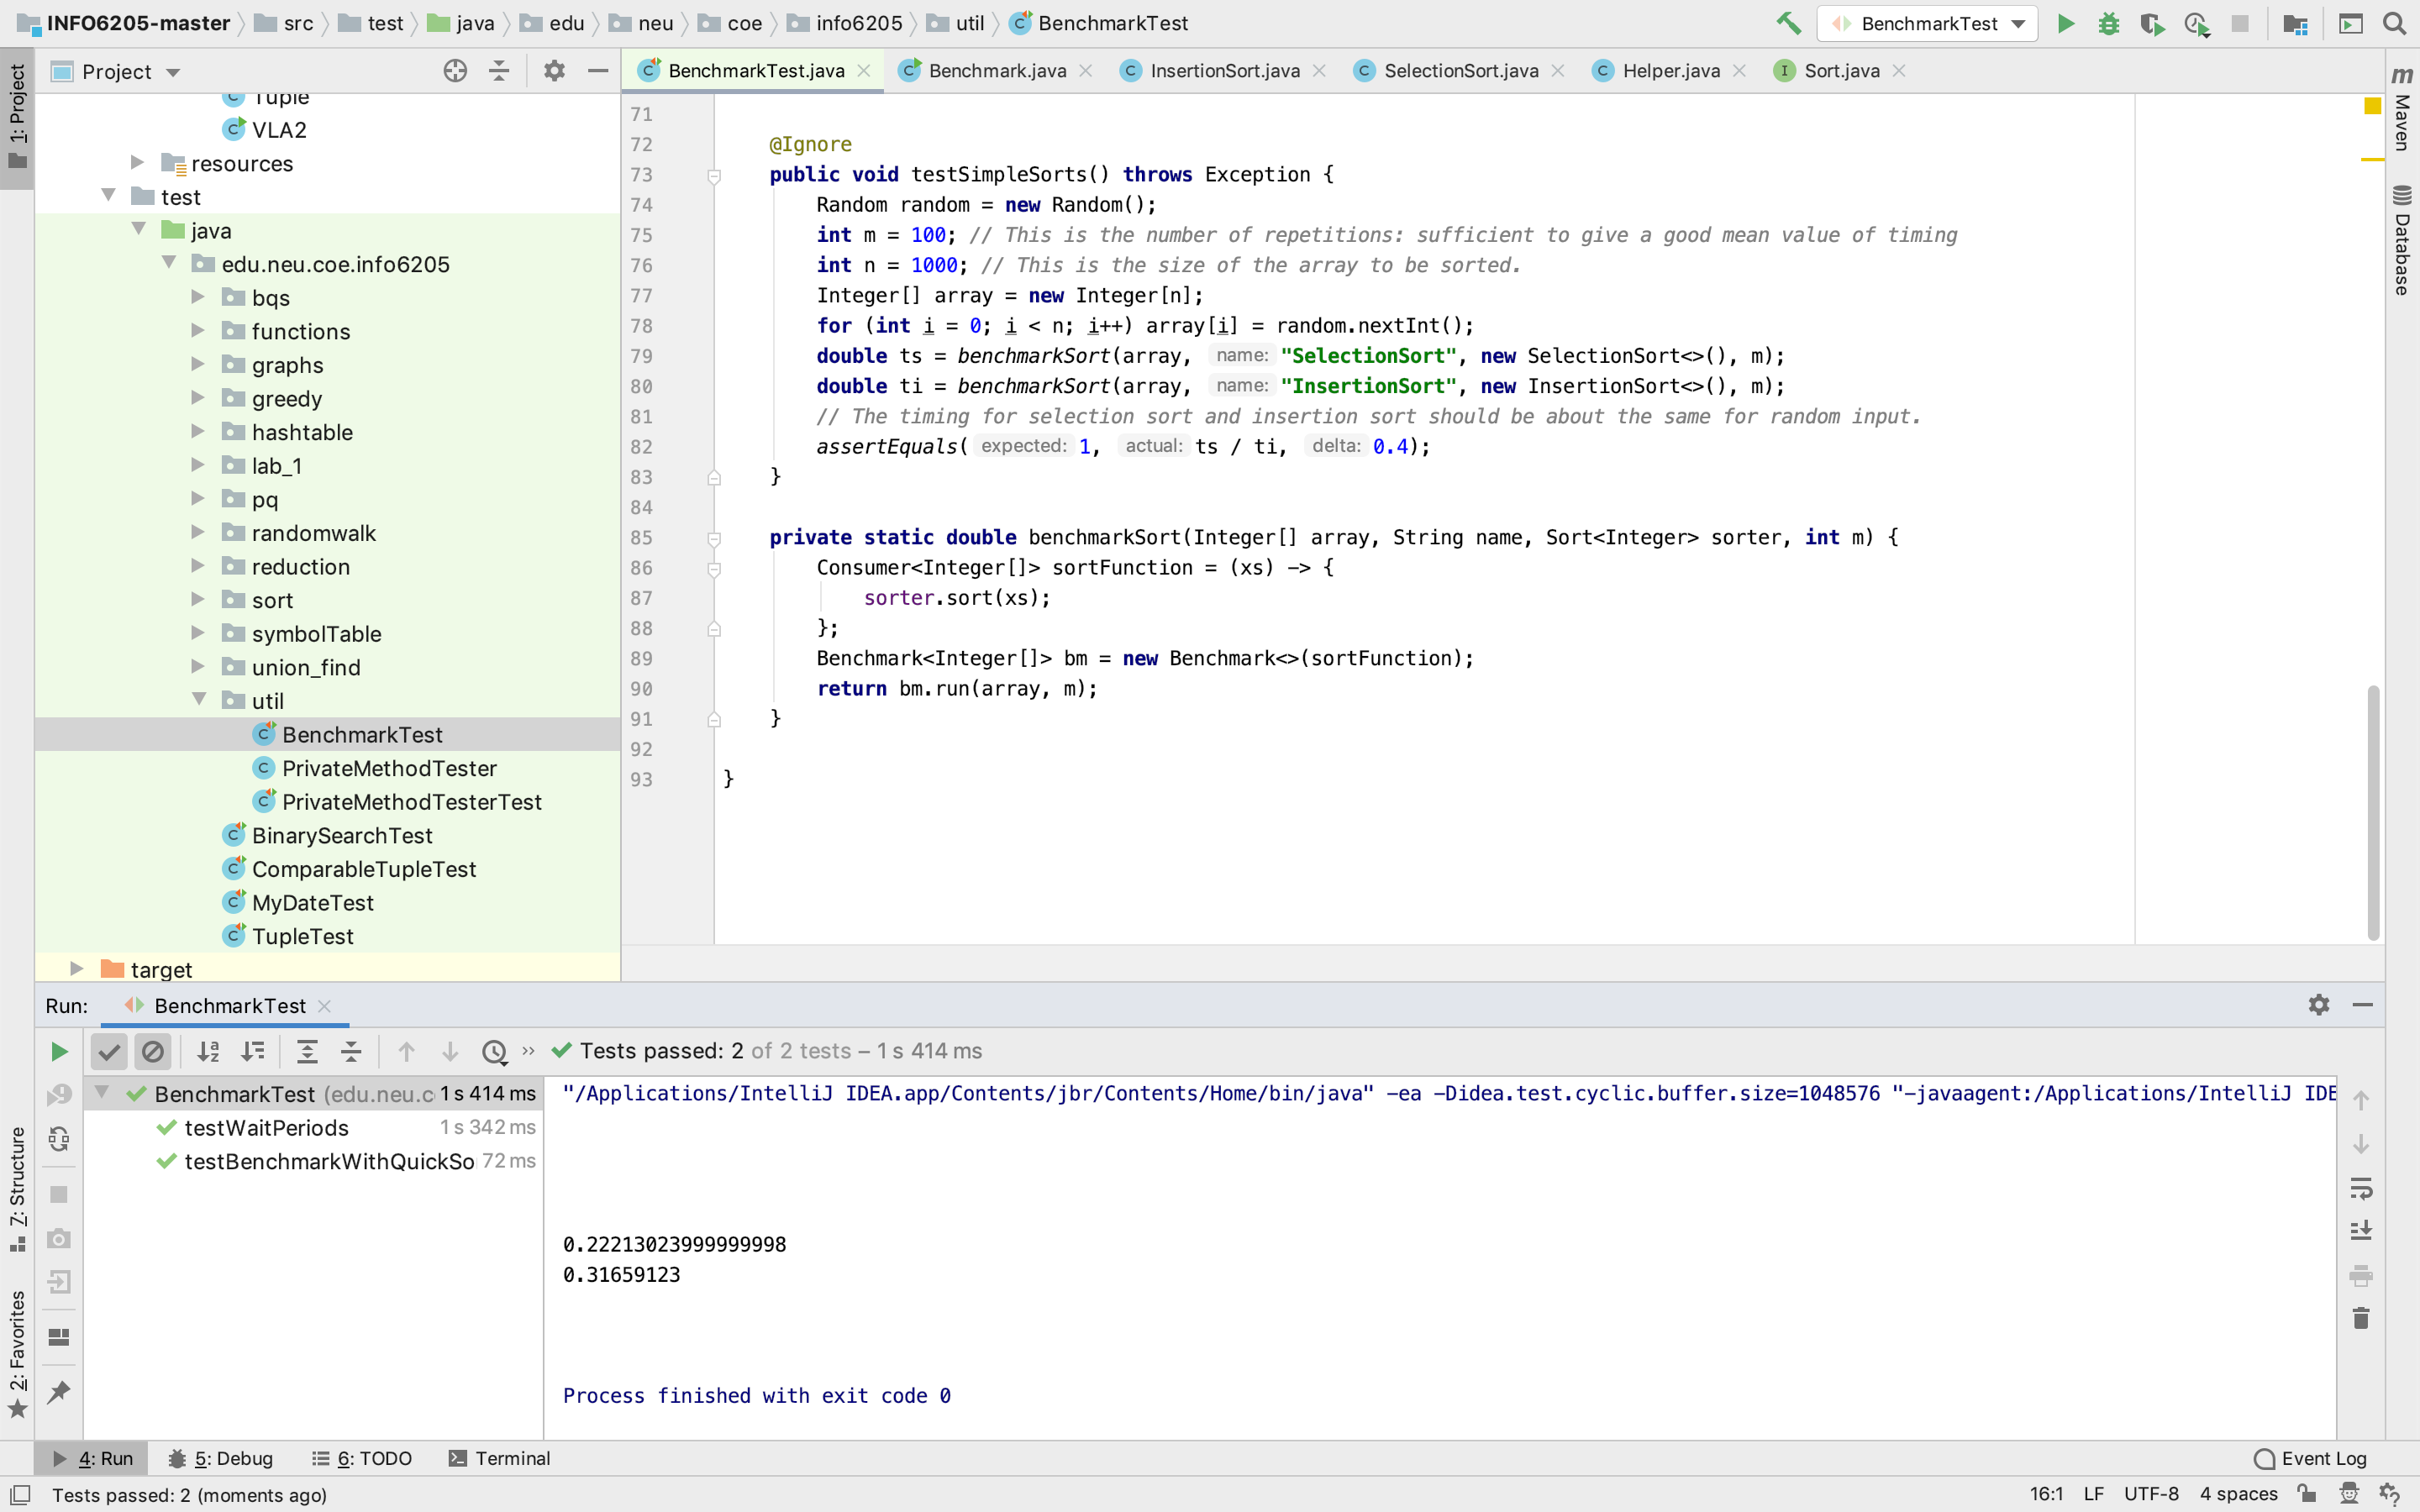 INFO6205-master src test java edu neu coe info6205 util BenchmarkTest BenchmarkTest
Project
BenchmarkTest.java Benchmark.java InsertionSort.java SelectionSort.java Helper.java Sort.java
1: Project
7: Structure
2: Favorites
Tuple
VLA2
resources
test
java
edu.neu.coe.info6205
bqs
functions
graphs
greedy
hashtable
lab_1
pq
randomwalk
reduction
sort
symbolTable
union_find
util
BenchmarkTest
PrivateMethodTester
PrivateMethodTesterTest
BinarySearchTest
ComparableTupleTest
MyDateTest
TupleTest
target
71
72 @Ignore
73 public void testSimpleSorts() throws Exception {
74 Random random = new Random();
75 int m = 100; // This is the number of repetitions: sufficient to give a good mean value of timing
76 int n = 1000; // This is the size of the array to be sorted.
77 Integer[] array = new Integer[n];
78 for (int i = 0; i < n; i++) array[i] = random.nextInt();
79 double ts = benchmarkSort(array, name: "SelectionSort", new SelectionSort<>(), m);
80 double ti = benchmarkSort(array, name: "InsertionSort", new InsertionSort<>(), m);
81 // The timing for selection sort and insertion sort should be about the same for random input.
82 assertEquals( expected: 1, actual: ts / ti, delta: 0.4);
83 }
84
85 private static double benchmarkSort(Integer[] array, String name, Sort<Integer> sorter, int m) {
86 Consumer<Integer[]> sortFunction = (xs) -> {
87 sorter.sort(xs);
88 };
89 Benchmark<Integer[]> bm = new Benchmark<>(sortFunction);
90 return bm.run(array, m);
91 }
92
93 }
Maven
Database
Run: BenchmarkTest
Tests passed: 2 of 2 tests – 1 s 414 ms
BenchmarkTest (edu.neu.c 1 s 414 ms
testWaitPeriods 1 s 342 ms
testBenchmarkWithQuickSo 72 ms
"/Applications/IntelliJ IDEA.app/Contents/jbr/Contents/Home/bin/java" -ea -Didea.test.cyclic.buffer.size=1048576 "-javaagent:/Applications/IntelliJ IDE
0.22213023999999998
0.31659123
Process finished with exit code 0
4: Run 5: Debug 6: TODO Terminal Event Log
Tests passed: 2 (moments ago) 16:1 LF UTF-8 4 spaces